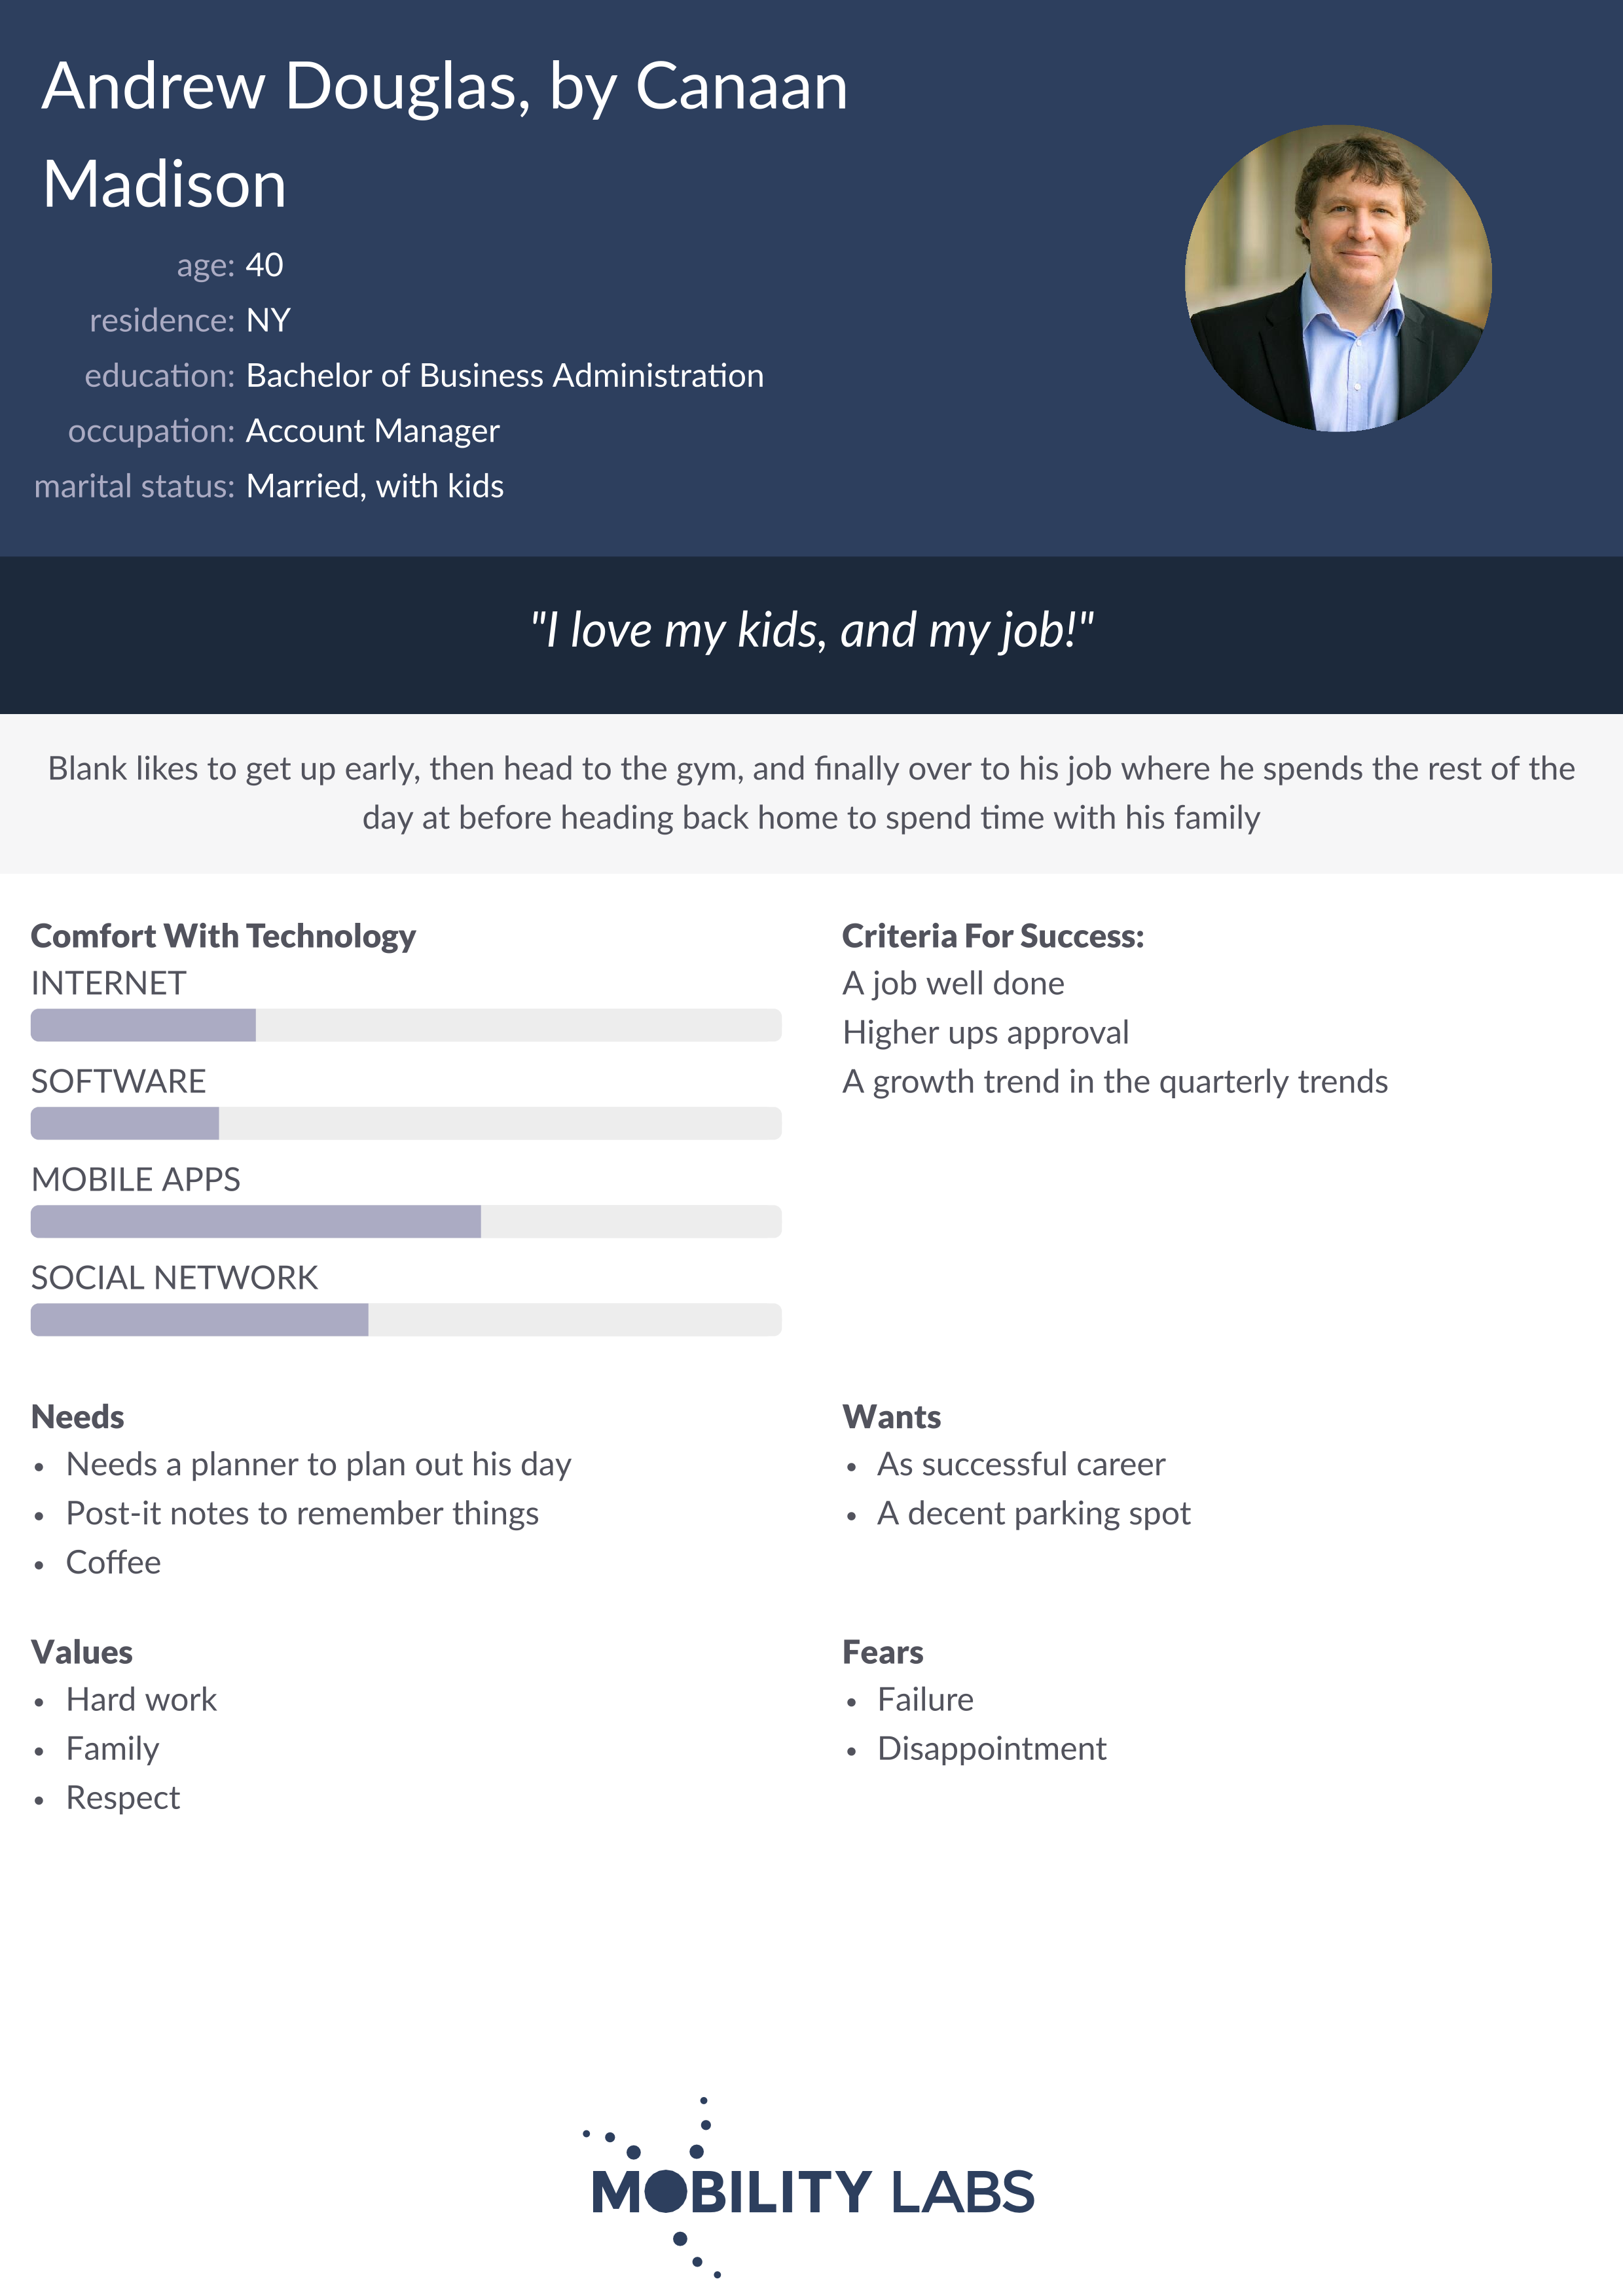 Andrew Douglas, by Canaan
Madison
age: 40
residence: NY
education: Bachelor of Business Administration
occupation: Account Manager
marital status: Married, with kids
"I love my kids, and my job!"
Blank likes to get up early, then head to the gym, and finally over to his job where he spends the rest of the
day at before heading back home to spend time with his family
Comfort With Technology
INTERNET
SOFTWARE
MOBILE APPS
SOCIAL NETWORK
Criteria For Success:
A job well done
Higher ups approval
A growth trend in the quarterly trends
Needs
• Needs a planner to plan out his day
• Post-it notes to remember things
• Coffee
Wants
• As successful career
• A decent parking spot
Values
• Hard work
• Family
• Respect
Fears
• Failure
• Disappointment
MOBILITY LABS